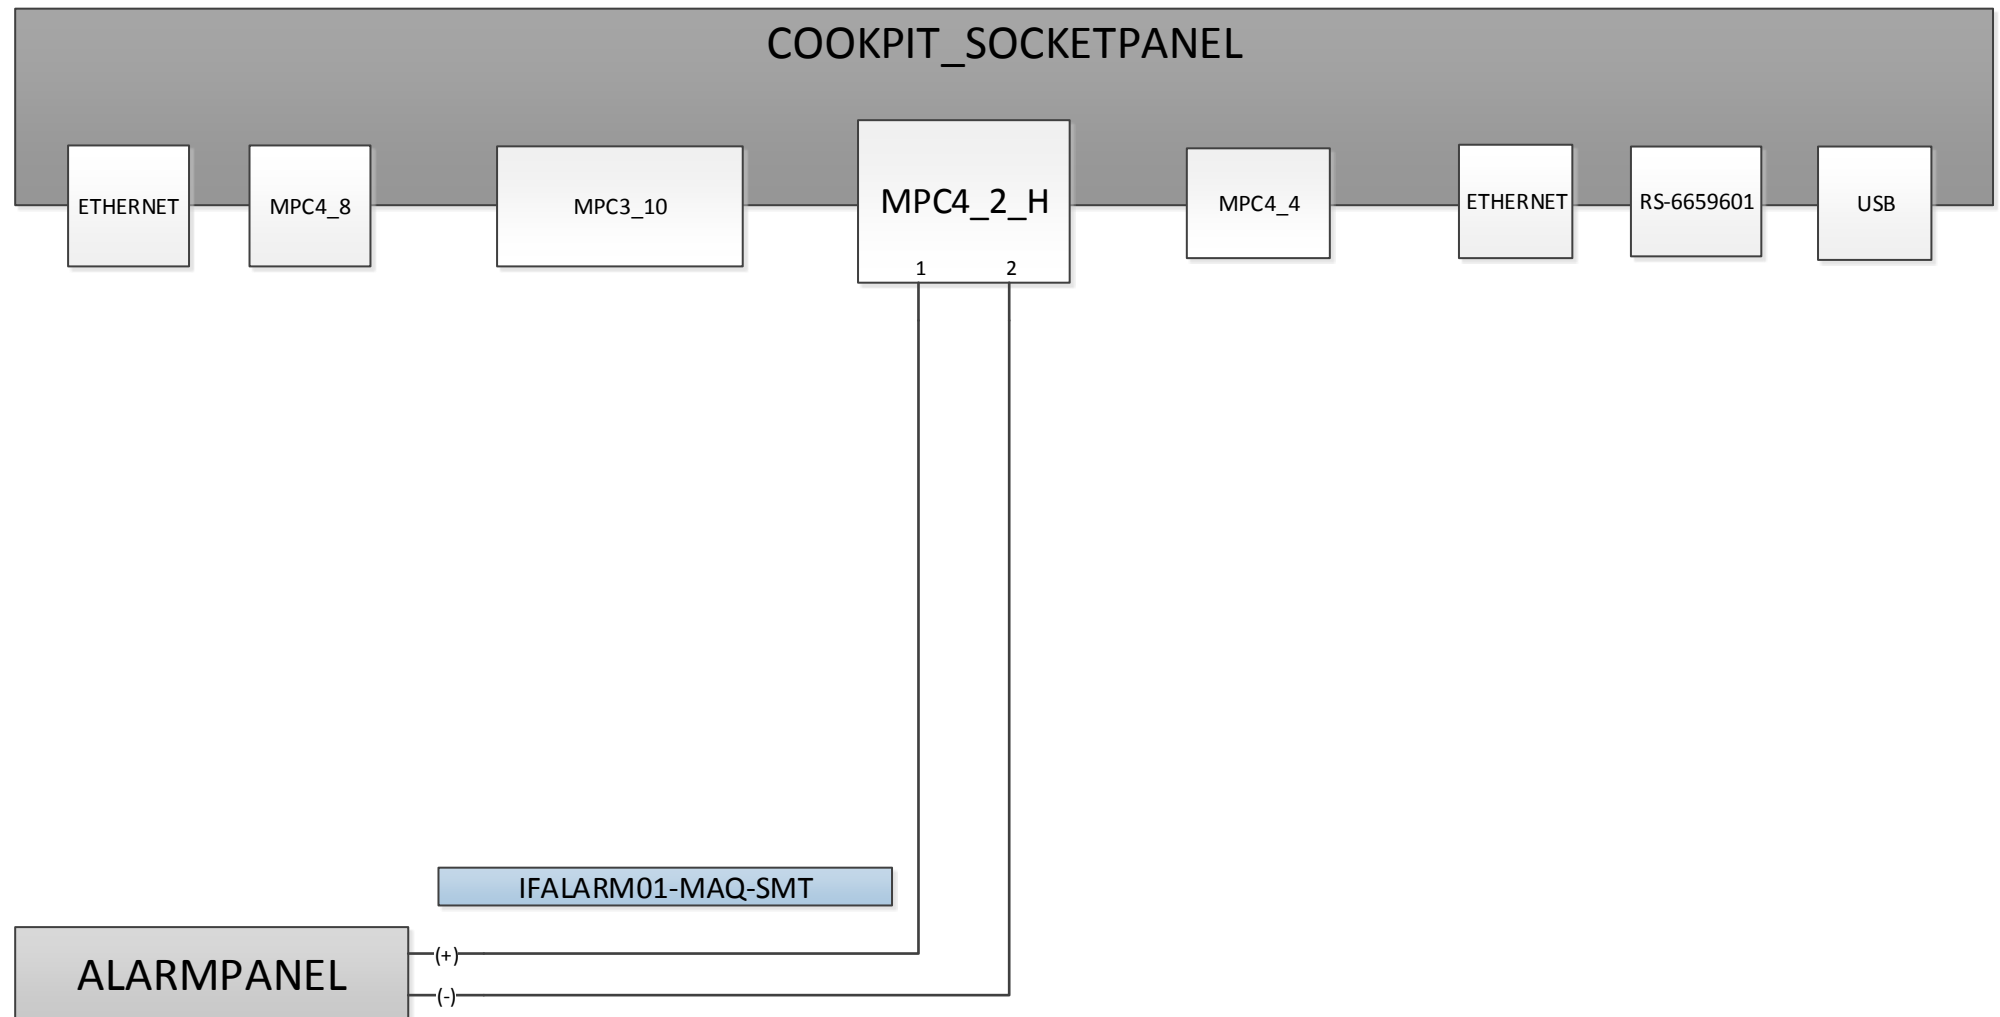 COOKPIT_SOCKETPANEL
ETHERNET
MPC4_8
MPC3_10
MPC4_2_H
1 2
MPC4_4
ETHERNET
RS-6659601
USB
IFALARM01-MAQ-SMT
ALARMPANEL
(+)
(-)